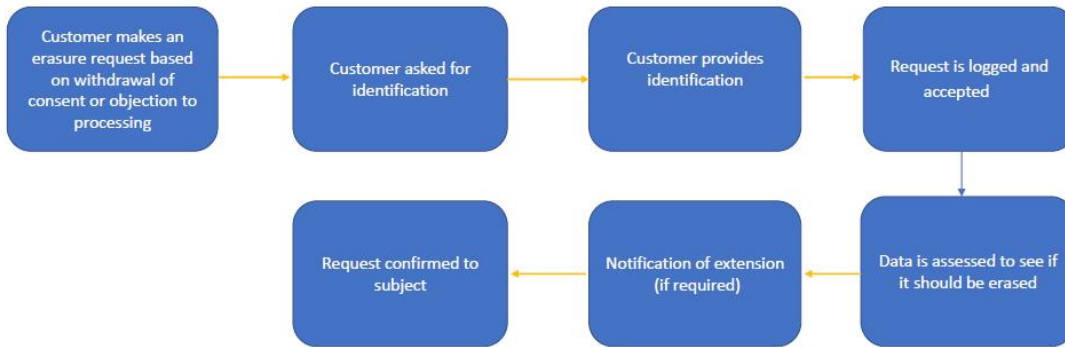 Customer makes an
erasure request based
on withdrawal of
consent or objection to
processing
Customer asked for
identification
Customer provides
identification
Request is logged and
accepted
Data is assessed to see if
it should be erased
Notification of extension
(if required)
Request confirmed to
subject